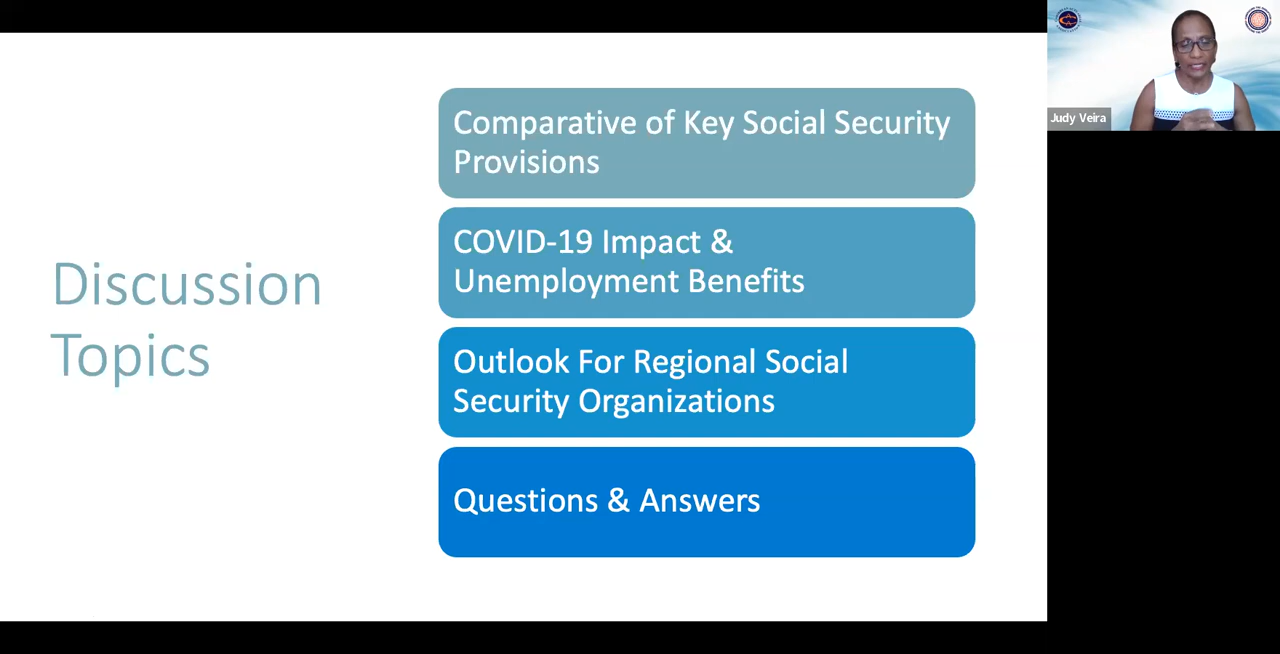 Discussion
Topics
Comparative of Key Social Security
Provisions
COVID-19 Impact &
Unemployment Benefits
Outlook For Regional Social
Security Organizations
Questions & Answers
Judy Veira